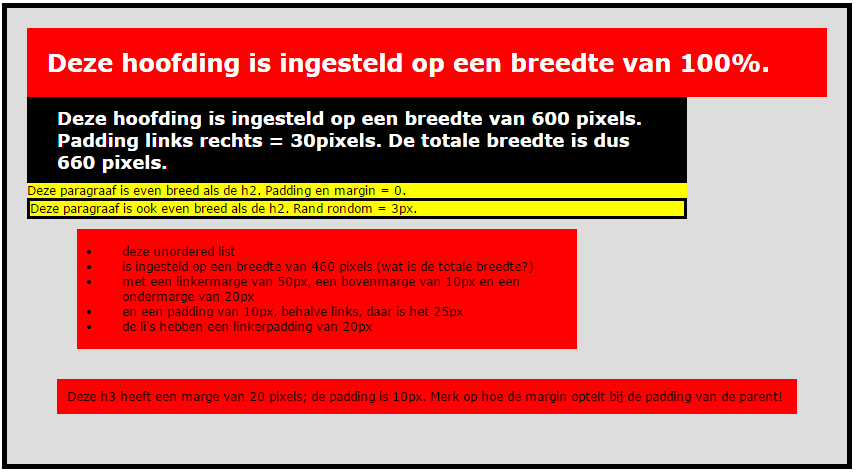 Deze hoofding is ingesteld op een breedte van 100%.
Deze hoofding is ingesteld op een breedte van 600 pixels.
Padding links rechts = 30pixels. De totale breedte is dus
660 pixels.
Deze paragraaf is even breed als de h2. Padding en margin = 0.
Deze paragraaf is ook even breed als de h2. Rand rondom = 3px.
• deze unordered list
• is ingesteld op een breedte van 460 pixels (wat is de totale breedte?)
• met een linkermarge van 50px, een bovenmarge van 10px en een
ondermarge van 20px
• en een padding van 10px, behalve links, daar is het 25px
• de li's hebben een linkerpadding van 20px
Deze h3 heeft een marge van 20 pixels; de padding is 10px. Merk op hoe de margin optelt bij de padding van de parent!